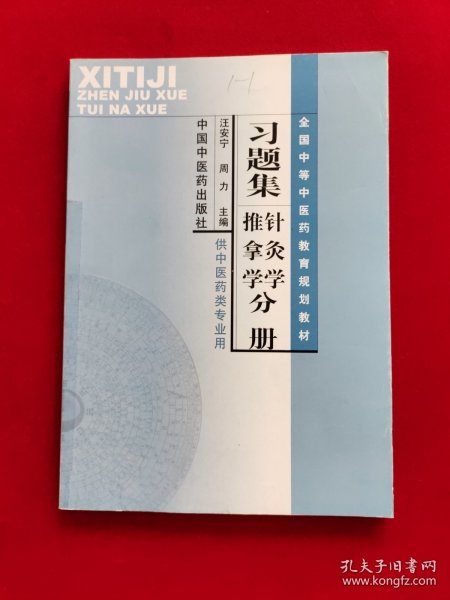 XITIJI
ZHEN JIU XUE
TUI NA XUE
全国中等中医药教育规划教材
习题集
针灸学
推拿学
分册
汪安宁 周力 主编
中国中医药出版社
供中医药类专业用
孔夫子旧书网
www.kongfz.com